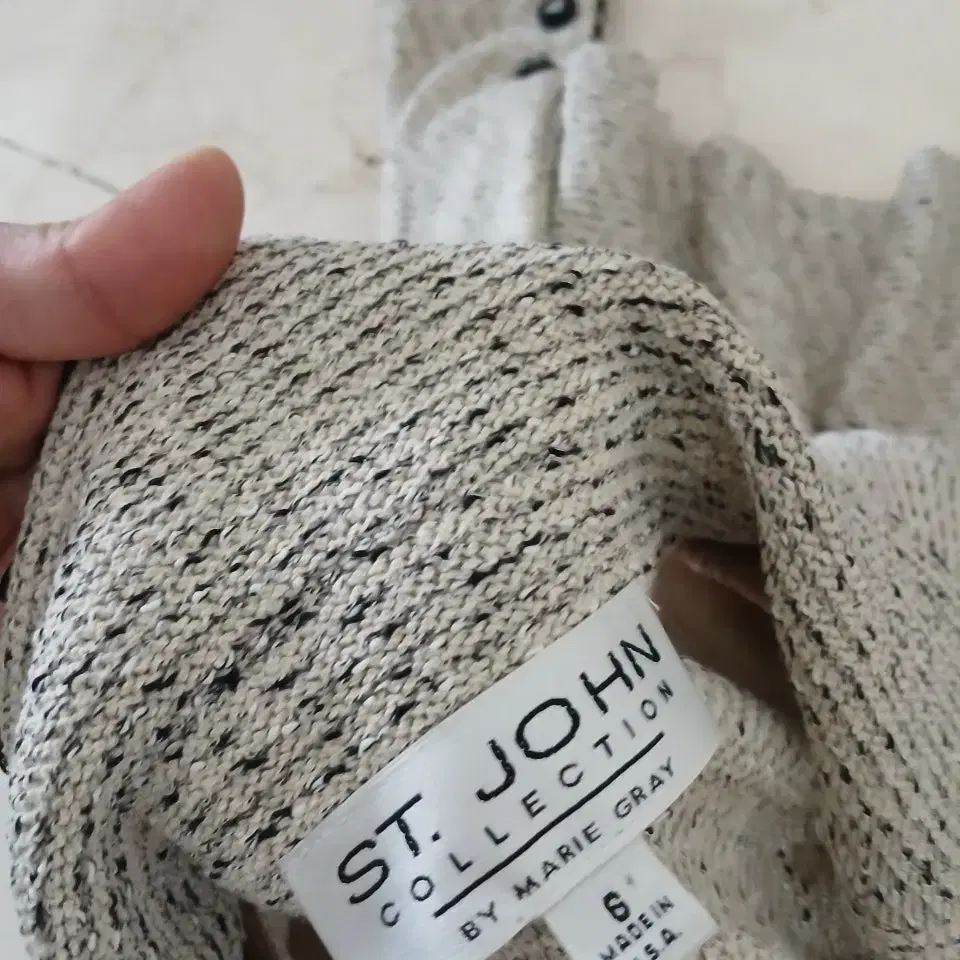 ST. JOHN
COLLECTION
BY MARIE GRAY
6
MADE IN
U.S.A.